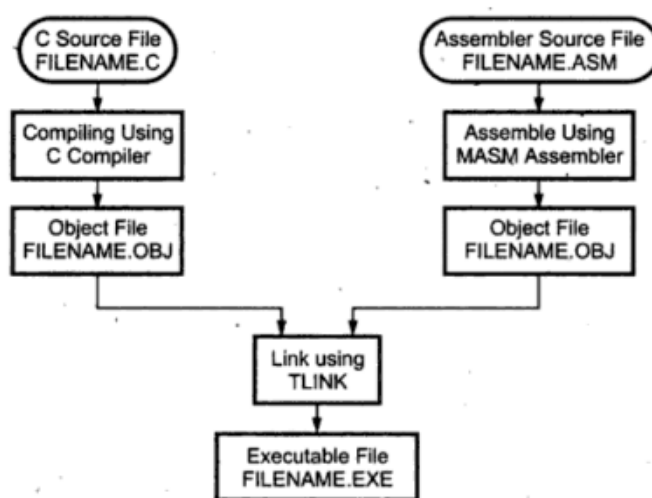 C Source File
FILENAME.C
Assembler Source File
FILENAME.ASM
Compiling Using
C Compiler
Assemble Using
MASM Assembler
Object File
FILENAME.OBJ
Object File
FILENAME.OBJ
Link using
TLINK
Executable File
FILENAME.EXE